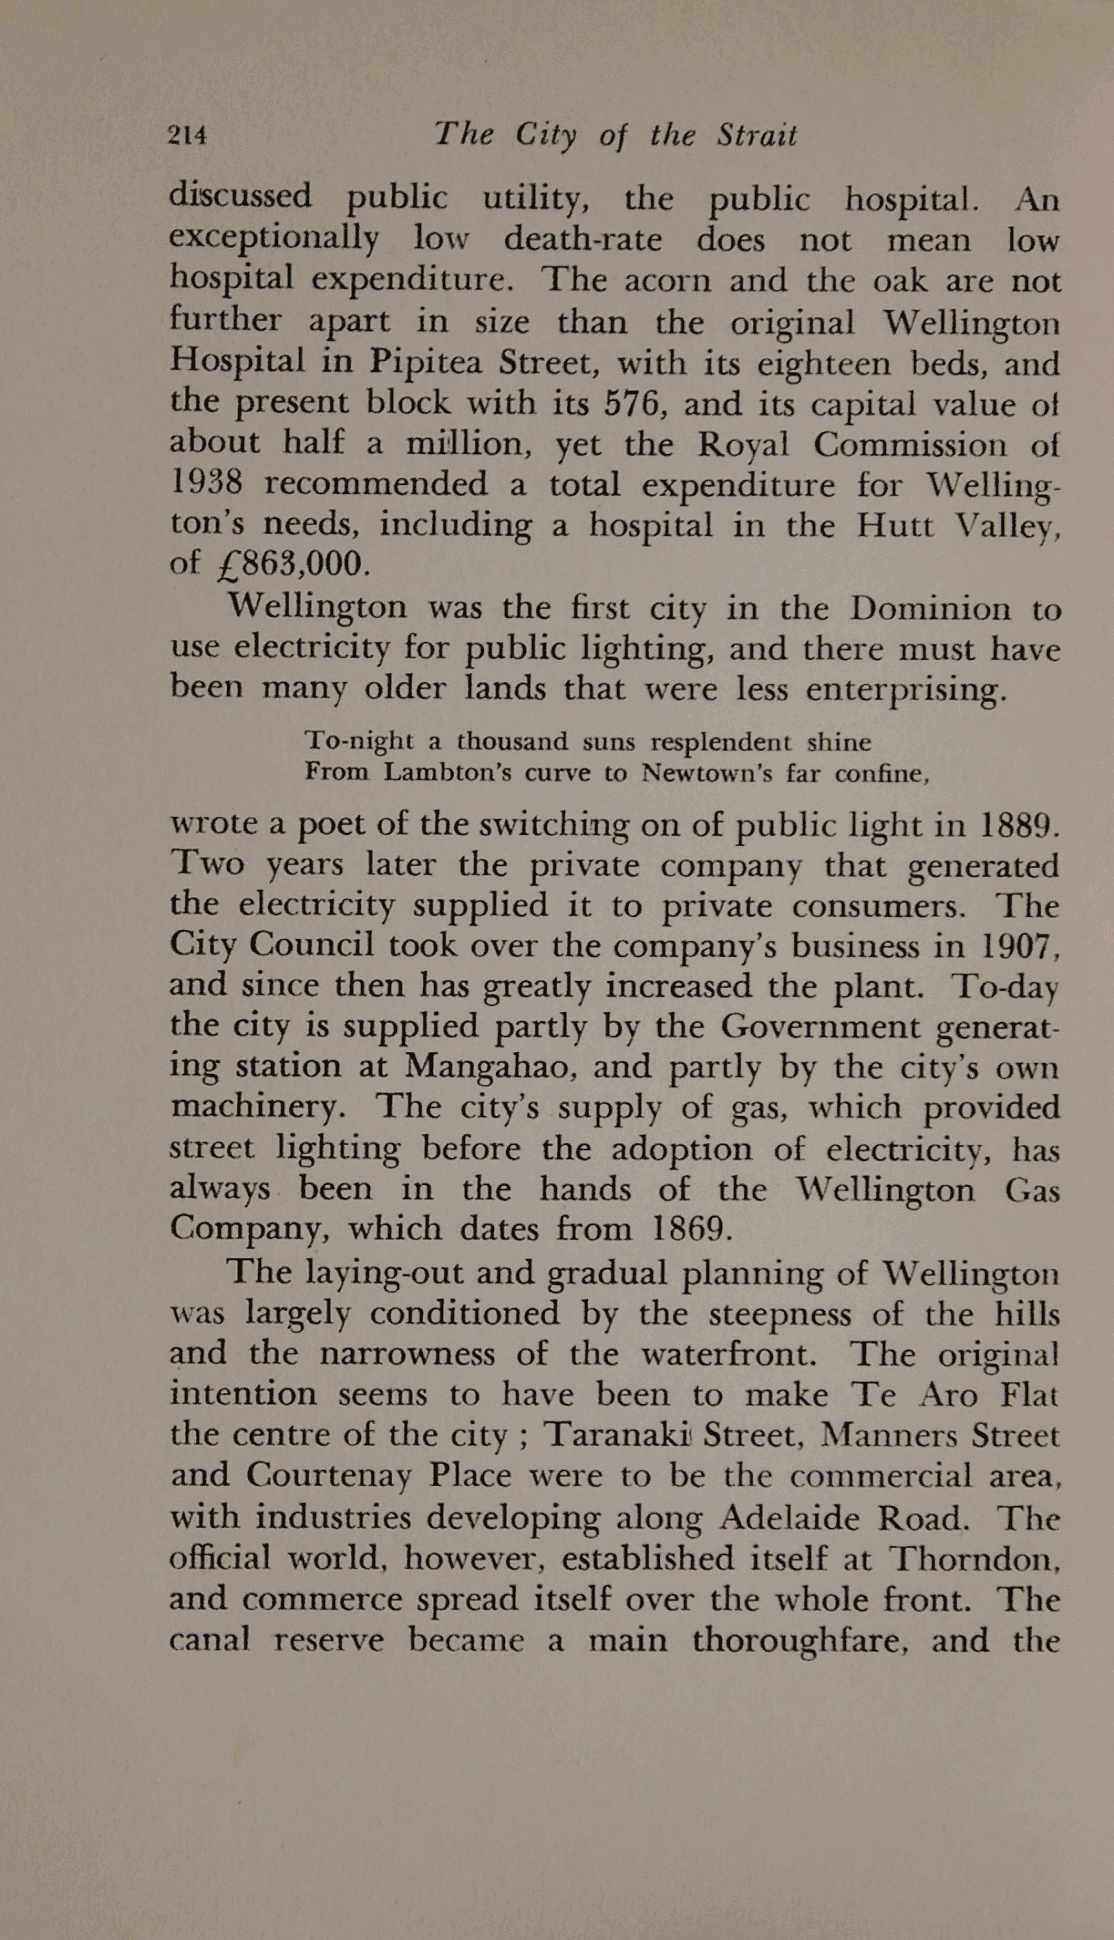 214 The City of the Strait
discussed public utility, the public hospital. An
exceptionally low death-rate does not mean low
hospital expenditure. The acorn and the oak are not
further apart in size than the original Wellington
Hospital in Pipitea Street, with its eighteen beds, and
the present block with its 576, and its capital value of
about half a million, yet the Royal Commission of
1938 recommended a total expenditure for Welling-
ton's needs, including a hospital in the Hutt Valley,
of £863,000.
Wellington was the first city in the Dominion to
use electricity for public lighting, and there must have
been many older lands that were less enterprising.
To-night a thousand suns resplendent shine
From Lambton's curve to Newtown's far confine,
wrote a poet of the switching on of public light in 1889.
Two years later the private company that generated
the electricity supplied it to private consumers. The
City Council took over the company's business in 1907,
and since then has greatly increased the plant. To-day
the city is supplied partly by the Government generat-
ing station at Mangahao, and partly by the city's own
machinery. The city's supply of gas, which provided
street lighting before the adoption of electricity, has
always been in the hands of the Wellington Gas
Company, which dates from 1869.
The laying-out and gradual planning of Wellington
was largely conditioned by the steepness of the hills
and the narrowness of the waterfront. The original
intention seems to have been to make Te Aro Flat
the centre of the city ; Taranaki Street, Manners Street
and Courtenay Place were to be the commercial area,
with industries developing along Adelaide Road. The
official world, however, established itself at Thorndon,
and commerce spread itself over the whole front. The
canal reserve became a main thoroughfare, and the